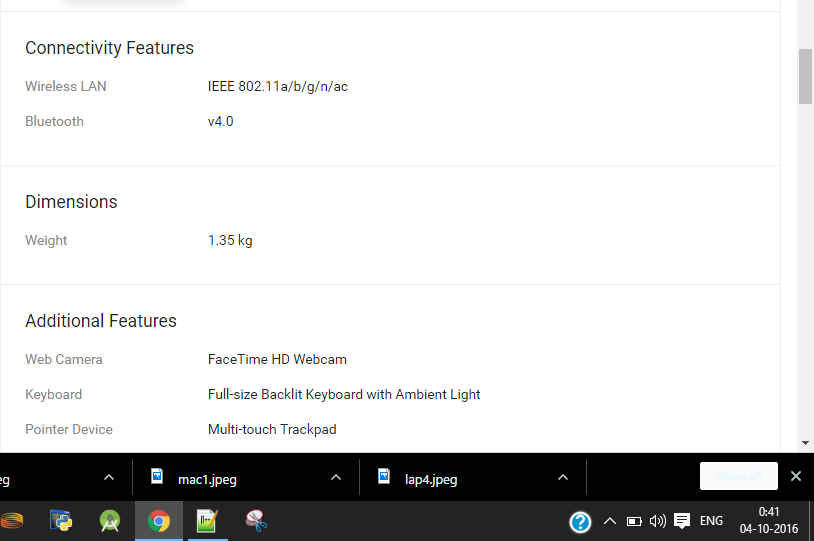 Connectivity Features
Wireless LAN IEEE 802.11a/b/g/n/ac
Bluetooth v4.0
Dimensions
Weight 1.35 kg
Additional Features
Web Camera FaceTime HD Webcam
Keyboard Full-size Backlit Keyboard with Ambient Light
Pointer Device Multi-touch Trackpad
eg mac1.jpeg lap4.jpeg Show all
ENG 0:41
04-10-2016